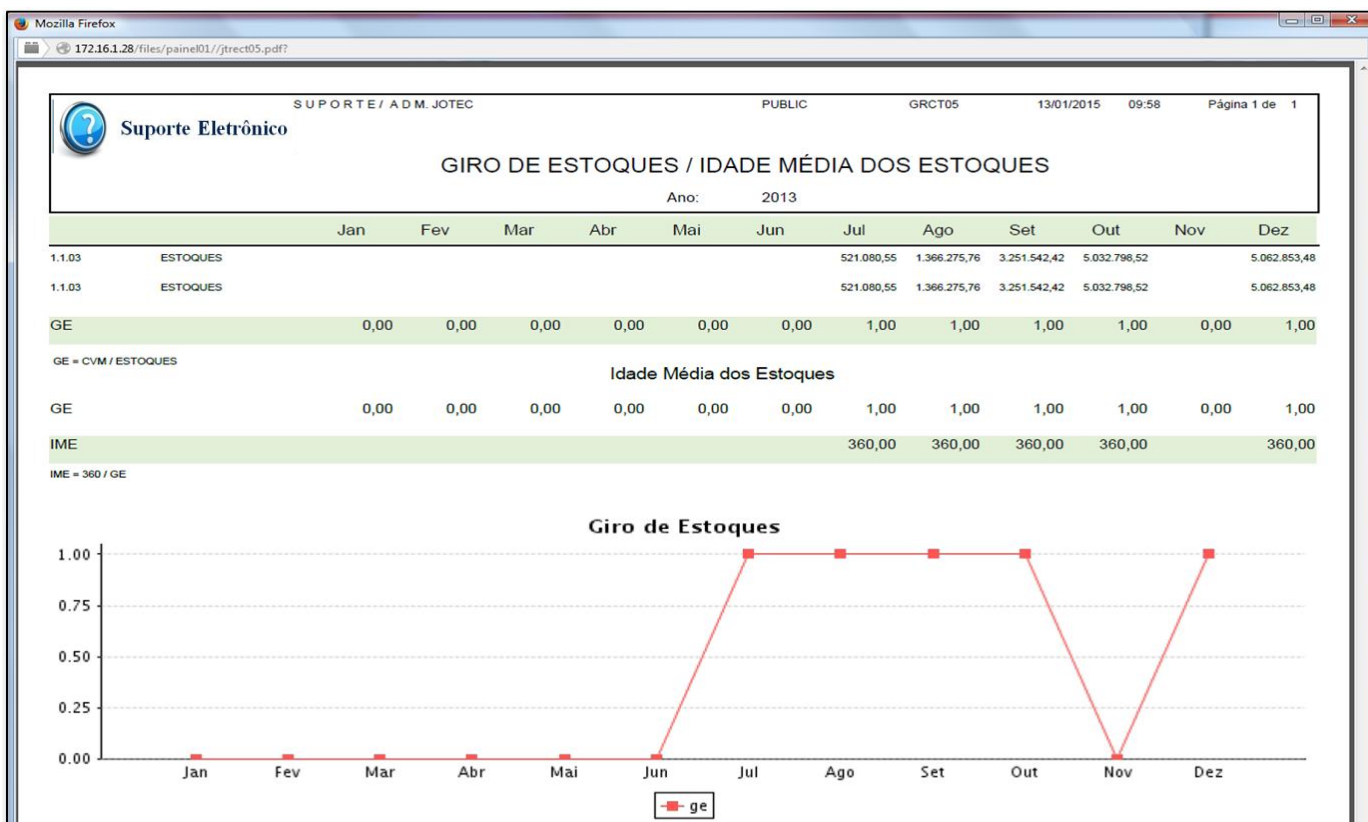 Mozilla Firefox
172.16.1.28/files/painel01//jtrect05.pdf?
SUPORTE/ ADM. JOTEC PUBLIC GRCT05 13/01/2015 09:58 Página 1 de 1
Suporte Eletrônico
GIRO DE ESTOQUES / IDADE MÉDIA DOS ESTOQUES
Ano: 2013
Jan Fev Mar Abr Mai Jun Jul Ago Set Out Nov Dez
1.1.03 ESTOQUES 521.080,55 1.366.275,76 3.251.542,42 5.032.798,52 5.062.853,48
1.1.03 ESTOQUES 521.080,55 1.366.275,76 3.251.542,42 5.032.798,52 5.062.853,48
GE 0,00 0,00 0,00 0,00 0,00 0,00 1,00 1,00 1,00 1,00 0,00 1,00
GE = CVM / ESTOQUES
Idade Média dos Estoques
GE 0,00 0,00 0,00 0,00 0,00 0,00 1,00 1,00 1,00 1,00 0,00 1,00
IME 360,00 360,00 360,00 360,00 360,00
IME = 360 / GE
Giro de Estoques
1.00
0.75
0.50
0.25
0.00
Jan Fev Mar Abr Mai Jun Jul Ago Set Out Nov Dez
ge